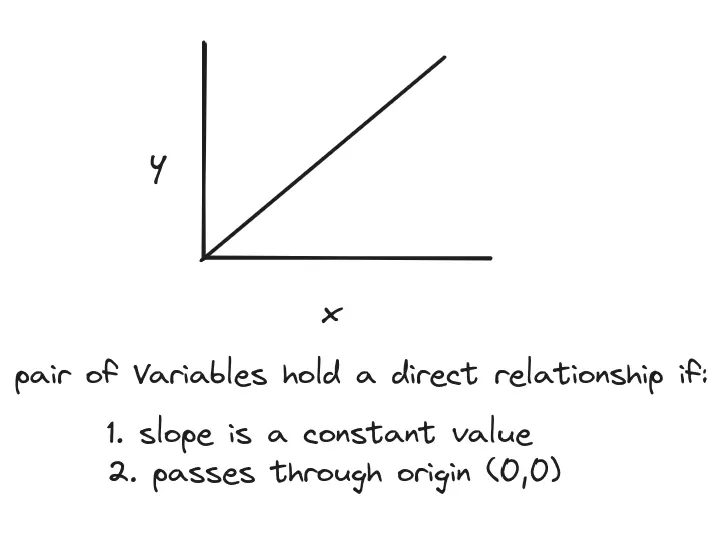 y
x
pair of Variables hold a direct relationship if:
1. slope is a constant value
2. passes through origin (0,0)